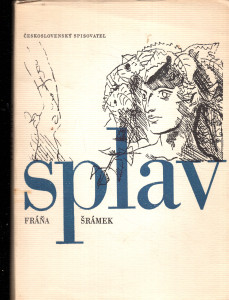 ČESKOSLOVENSKÝ SPISOVATEL
splav
FRÁŇA ŠRÁMEK